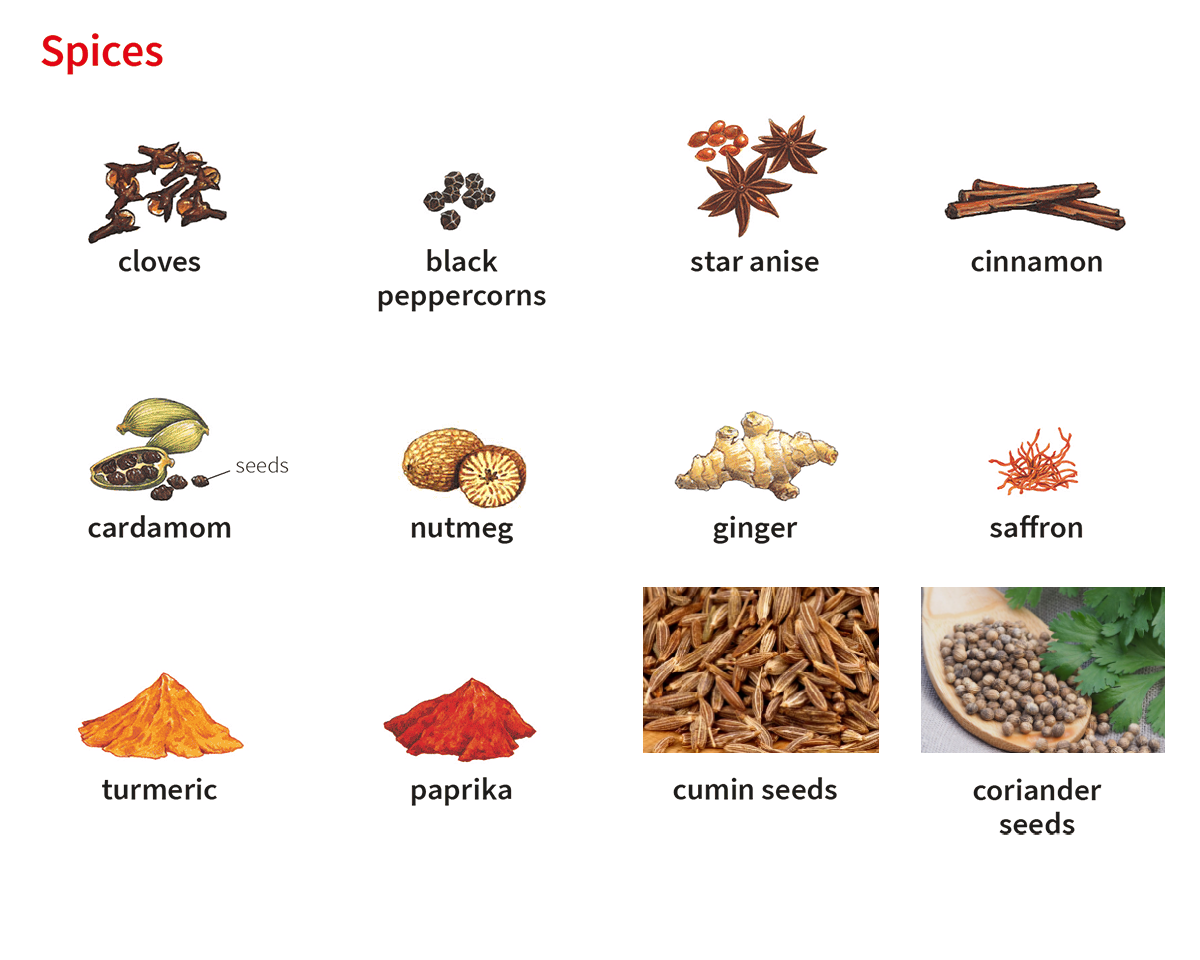 Spices
cloves
black
peppercorns
star anise
cinnamon
seeds
cardamom
nutmeg
ginger
saffron
turmeric
paprika
cumin seeds
coriander
seeds